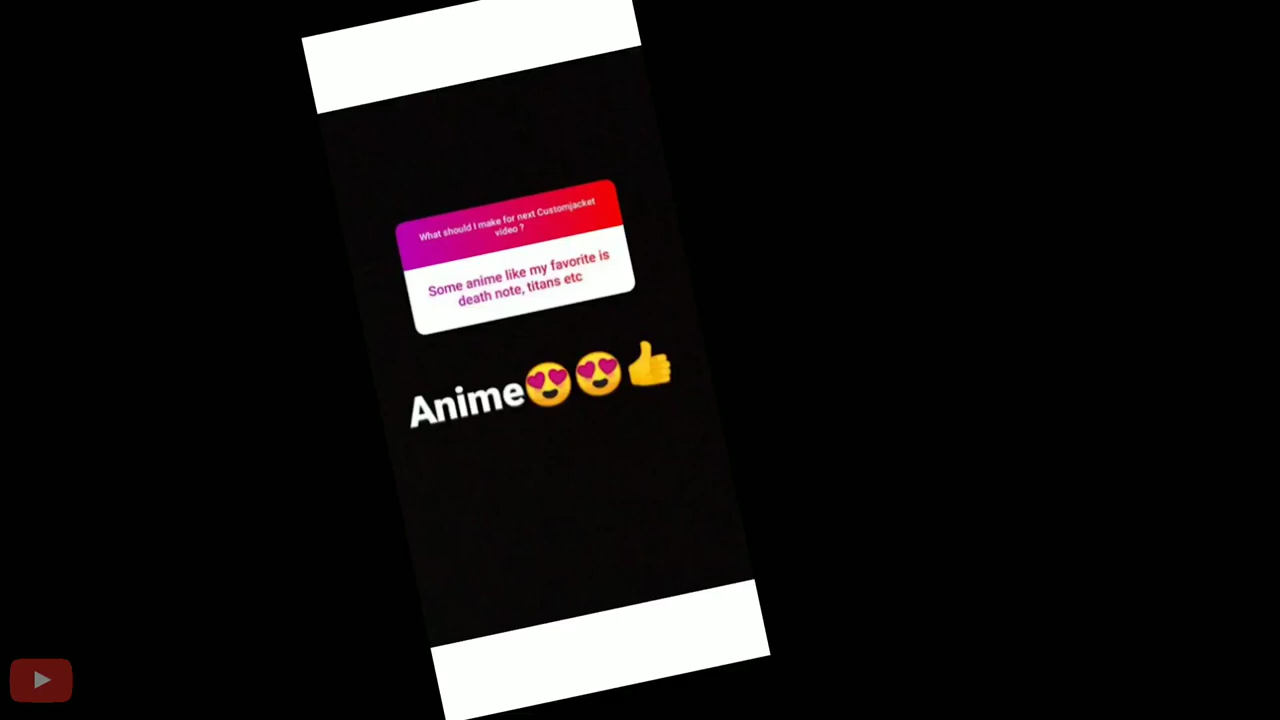 What should I make for next Customjacket
video ?
Some anime like my favorite is
death note, titans etc
Anime😍😍👍